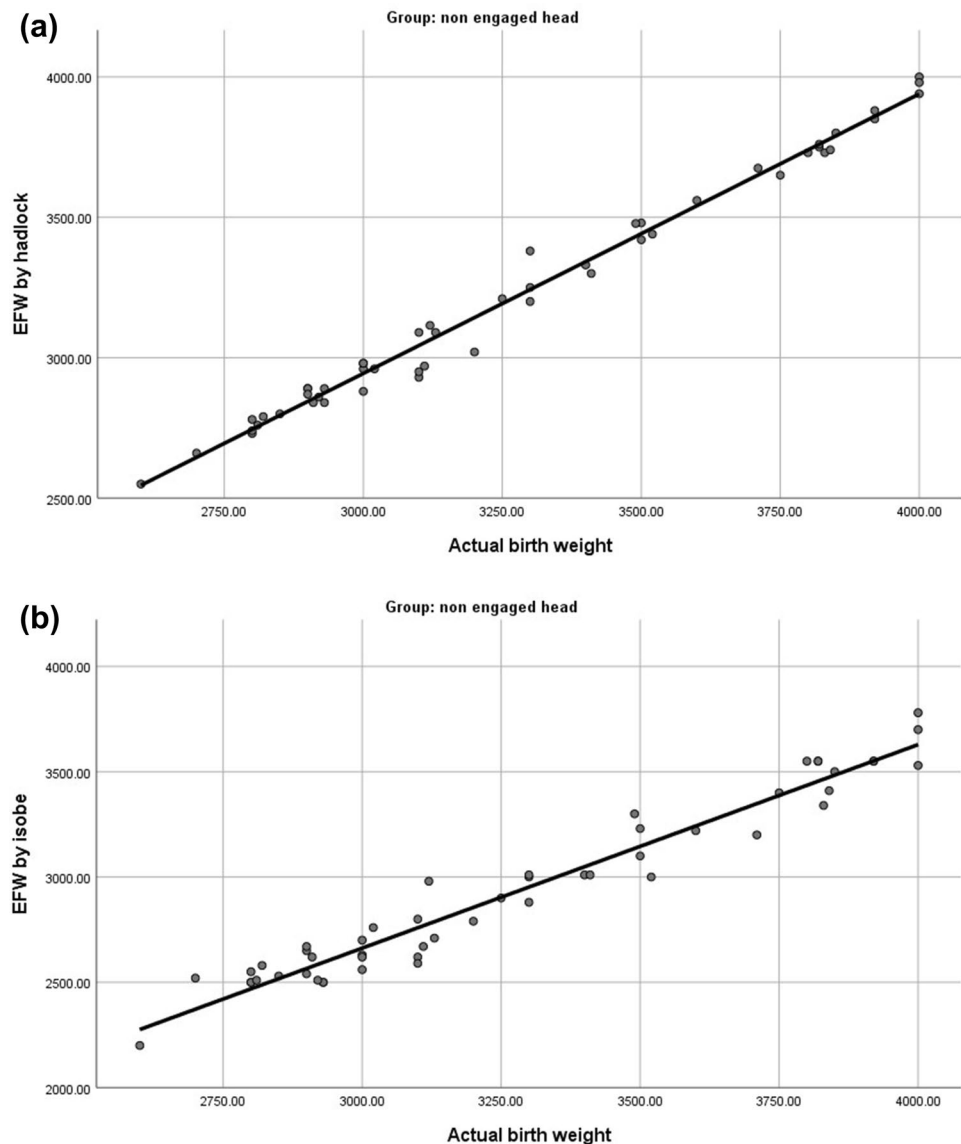 (a)
Group: non engaged head
EFW by hadlock
4000.00
3500.00
3000.00
2500.00
2750.00 3000.00 3250.00 3500.00 3750.00 4000.00
Actual birth weight
(b)
Group: non engaged head
EFW by isobe
4000.00
3500.00
3000.00
2500.00
2000.00
2750.00 3000.00 3250.00 3500.00 3750.00 4000.00
Actual birth weight